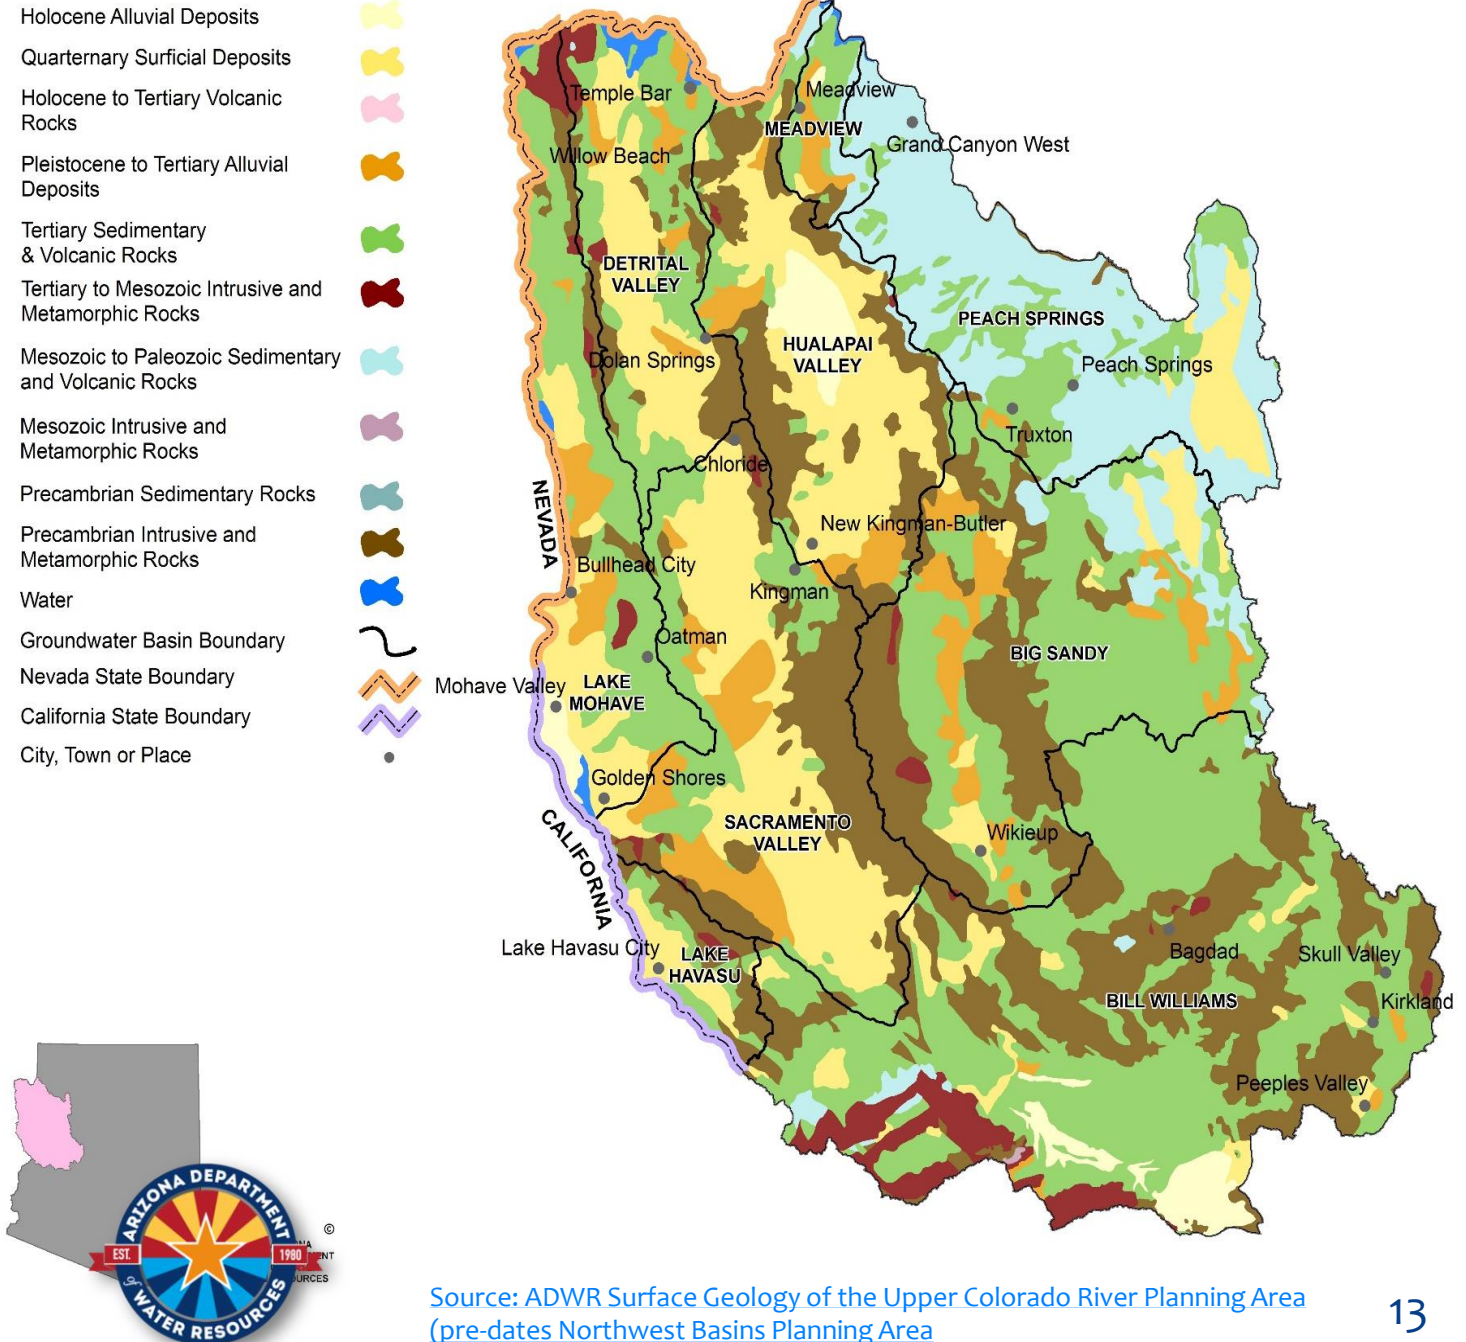 Holocene Alluvial Deposits
Quarternary Surficial Deposits
Holocene to Tertiary Volcanic
Rocks
Pleistocene to Tertiary Alluvial
Deposits
Tertiary Sedimentary
& Volcanic Rocks
Tertiary to Mesozoic Intrusive and
Metamorphic Rocks
Mesozoic to Paleozoic Sedimentary
and Volcanic Rocks
Mesozoic Intrusive and
Metamorphic Rocks
Precambrian Sedimentary Rocks
Precambrian Intrusive and
Metamorphic Rocks
Water
Groundwater Basin Boundary
Nevada State Boundary
California State Boundary
City, Town or Place
Temple Bar
Meadview
MEADVIEW
Grand Canyon West
Willow Beach
DETRITAL
VALLEY
PEACH SPRINGS
HUALAPAI
VALLEY
Dolan Springs
Peach Springs
Truxton
Chloride
NEVADA
New Kingman-Butler
Bullhead City
Kingman
Oatman
BIG SANDY
Mohave Valley
LAKE
MOHAVE
Golden Shores
CALIFORNIA
SACRAMENTO
VALLEY
Wikieup
Lake Havasu City
LAKE
HAVASU
Bagdad
Skull Valley
BILL WILLIAMS
Kirkland
Peeples Valley
ARIZONA DEPARTMENT
of WATER RESOURCES
EST.
1980
©
NA
ENT
OURCES
Source: ADWR Surface Geology of the Upper Colorado River Planning Area
(pre-dates Northwest Basins Planning Area
13